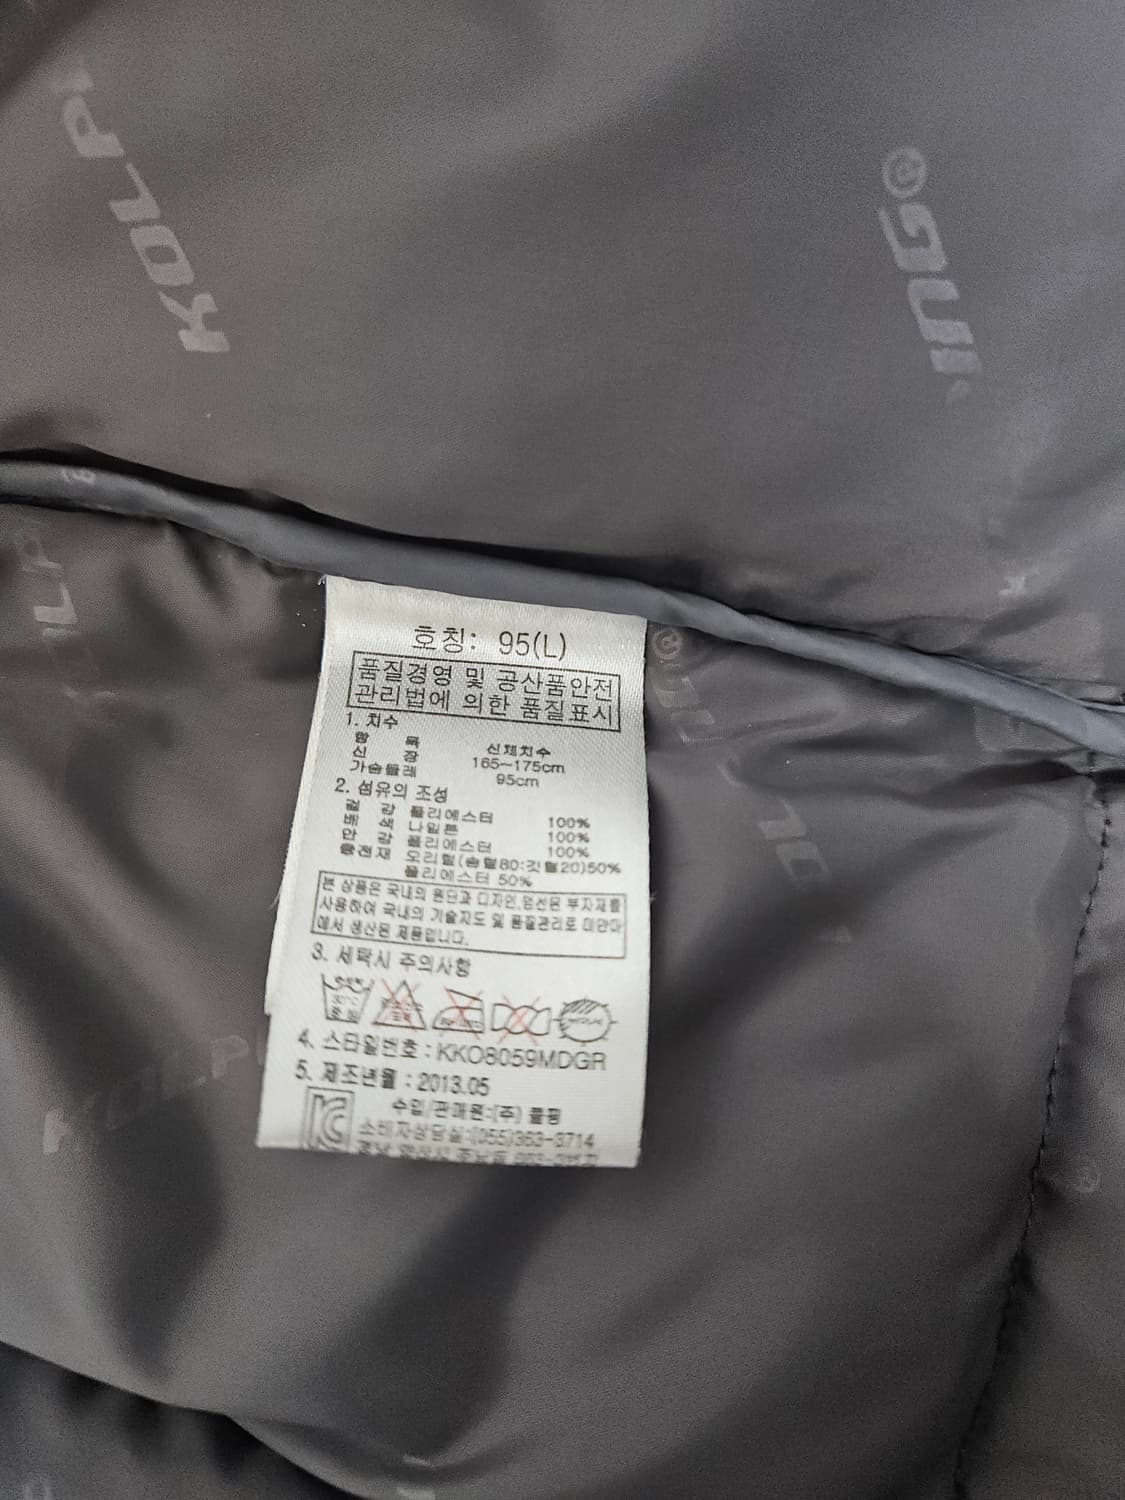 KOLP
ING®
호칭: 95(L)
품질경영 및 공산품안전
관리법에 의한 품질표시
1. 치수
항 목 신체치수
신 장 165~175cm
가슴둘레 95cm
2. 섬유의 조성
겉 감 폴리에스터 100%
배 색 나일론 100%
안 감 폴리에스터 100%
충전재 오리털(솜털80:깃털20)50%
폴리에스터 50%
본 상품은 국내의 원단과 디자인,엄선된 부자재를
사용하여 국내의 기술지도 및 품질관리로 미얀마
에서 생산된 제품입니다.
3. 세탁시 주의사항
4. 스타일번호 : KKO8059MDGR
5. 제조년월 : 2013.05
수입/판매원:(주) 콜핑
소비자상담실:(055)363-3714
경남 양산시